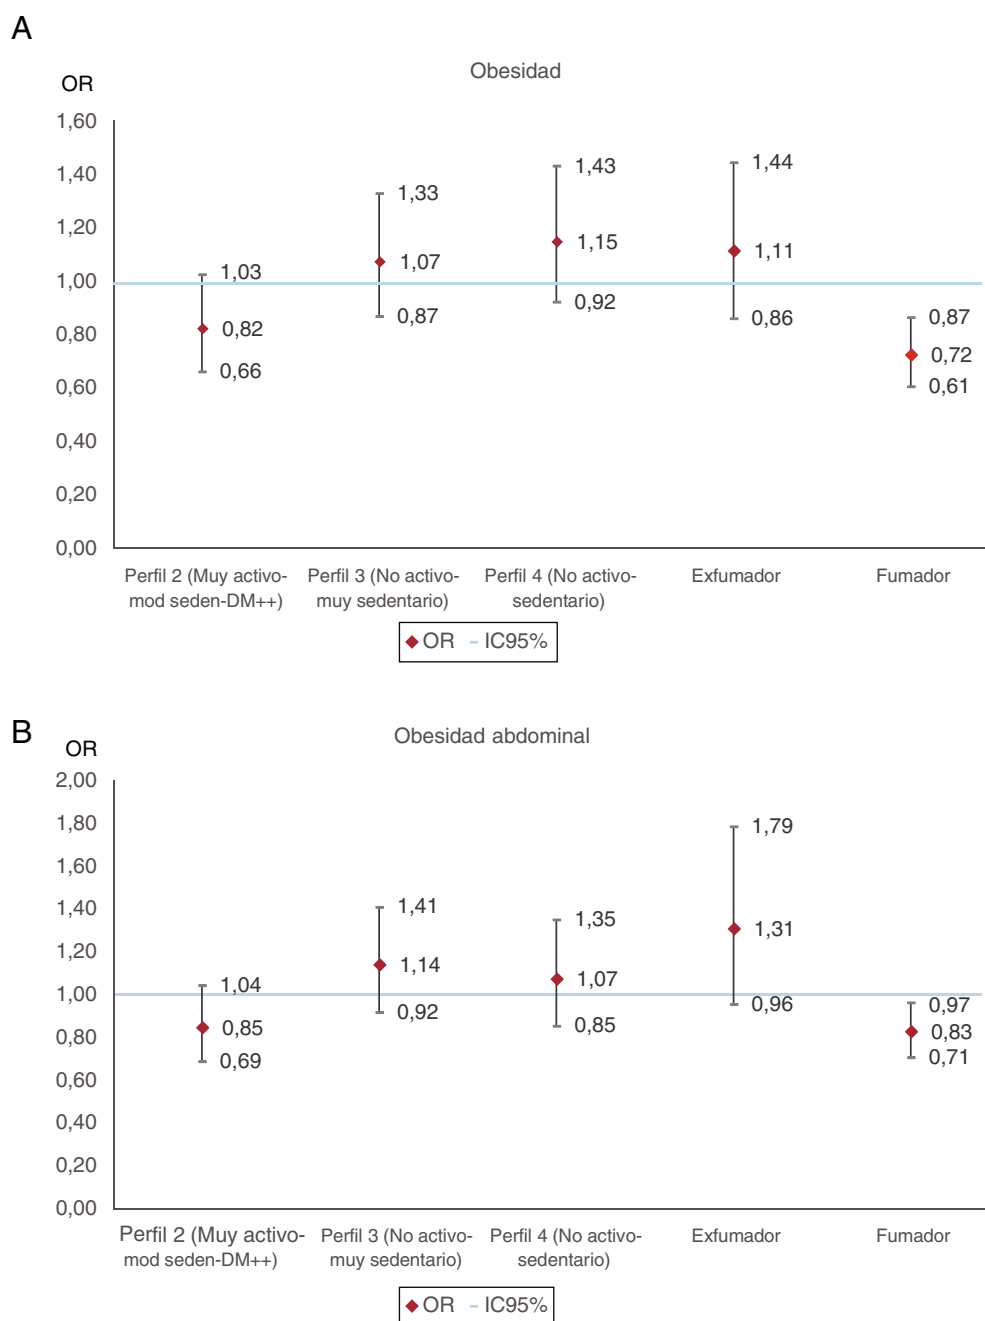 A
Obesidad
OR
1,60
1,40
1,20
1,00
0,80
0,60
0,40
0,20
0,00
1,03
0,82
0,66
1,33
1,07
0,87
1,43
1,15
0,92
1,44
1,11
0,86
0,87
0,72
0,61
Perfil 2 (Muy activo-
mod seden-DM++)
Perfil 3 (No activo-
muy sedentario)
Perfil 4 (No activo-
sedentario)
Exfumador
Fumador
OR IC95%
B
Obesidad abdominal
OR
2,00
1,80
1,60
1,40
1,20
1,00
0,80
0,60
0,40
0,20
0,00
1,04
0,85
0,69
1,41
1,14
0,92
1,35
1,07
0,85
1,79
1,31
0,96
0,97
0,83
0,71
Perfil 2 (Muy activo-
mod seden-DM++)
Perfil 3 (No activo-
muy sedentario)
Perfil 4 (No activo-
sedentario)
Exfumador
Fumador
OR IC95%